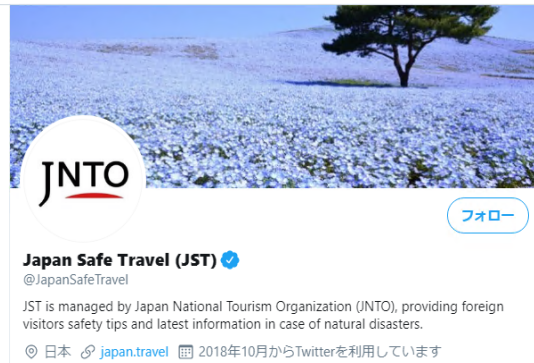 JNTO
フォロー
Japan Safe Travel (JST)
@JapanSafeTravel
JST is managed by Japan National Tourism Organization (JNTO), providing foreign
visitors safety tips and latest information in case of natural disasters.
日本 japan.travel 2018年10月からTwitterを利用しています